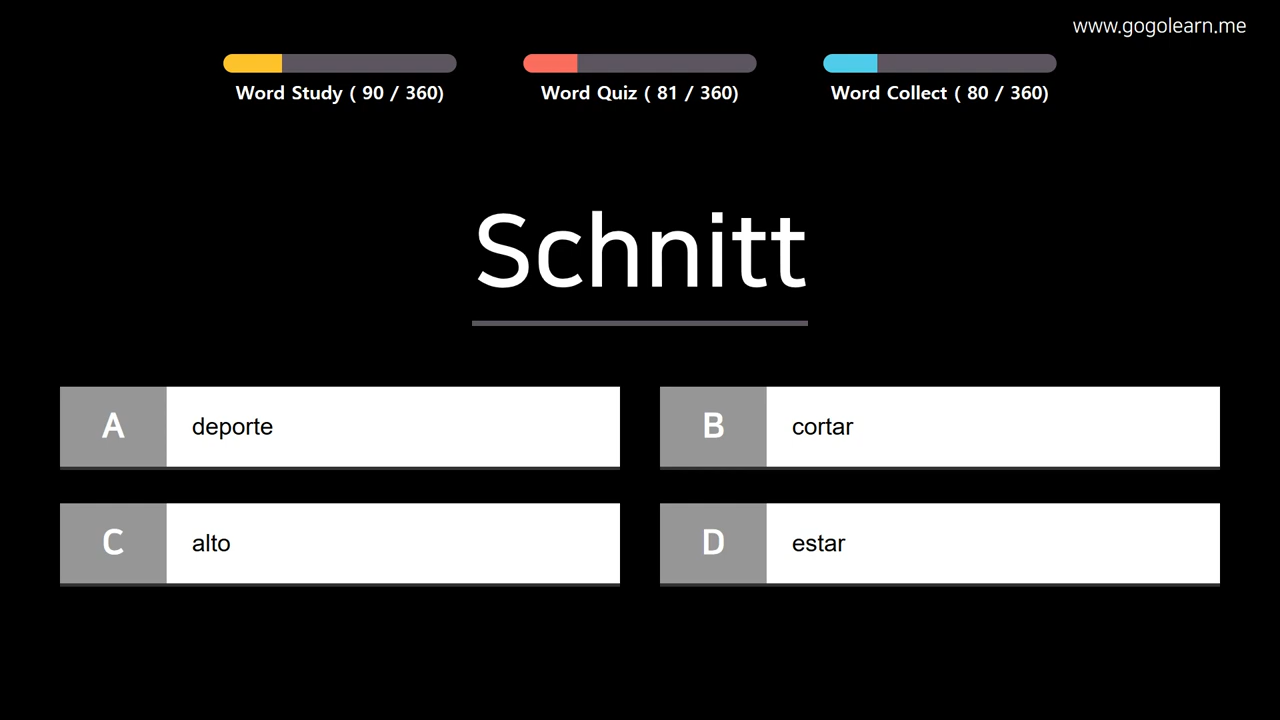 www.gogolearn.me
Word Study ( 90 / 360)
Word Quiz ( 81 / 360)
Word Collect ( 80 / 360)
Schnitt
A deporte
B cortar
C alto
D estar